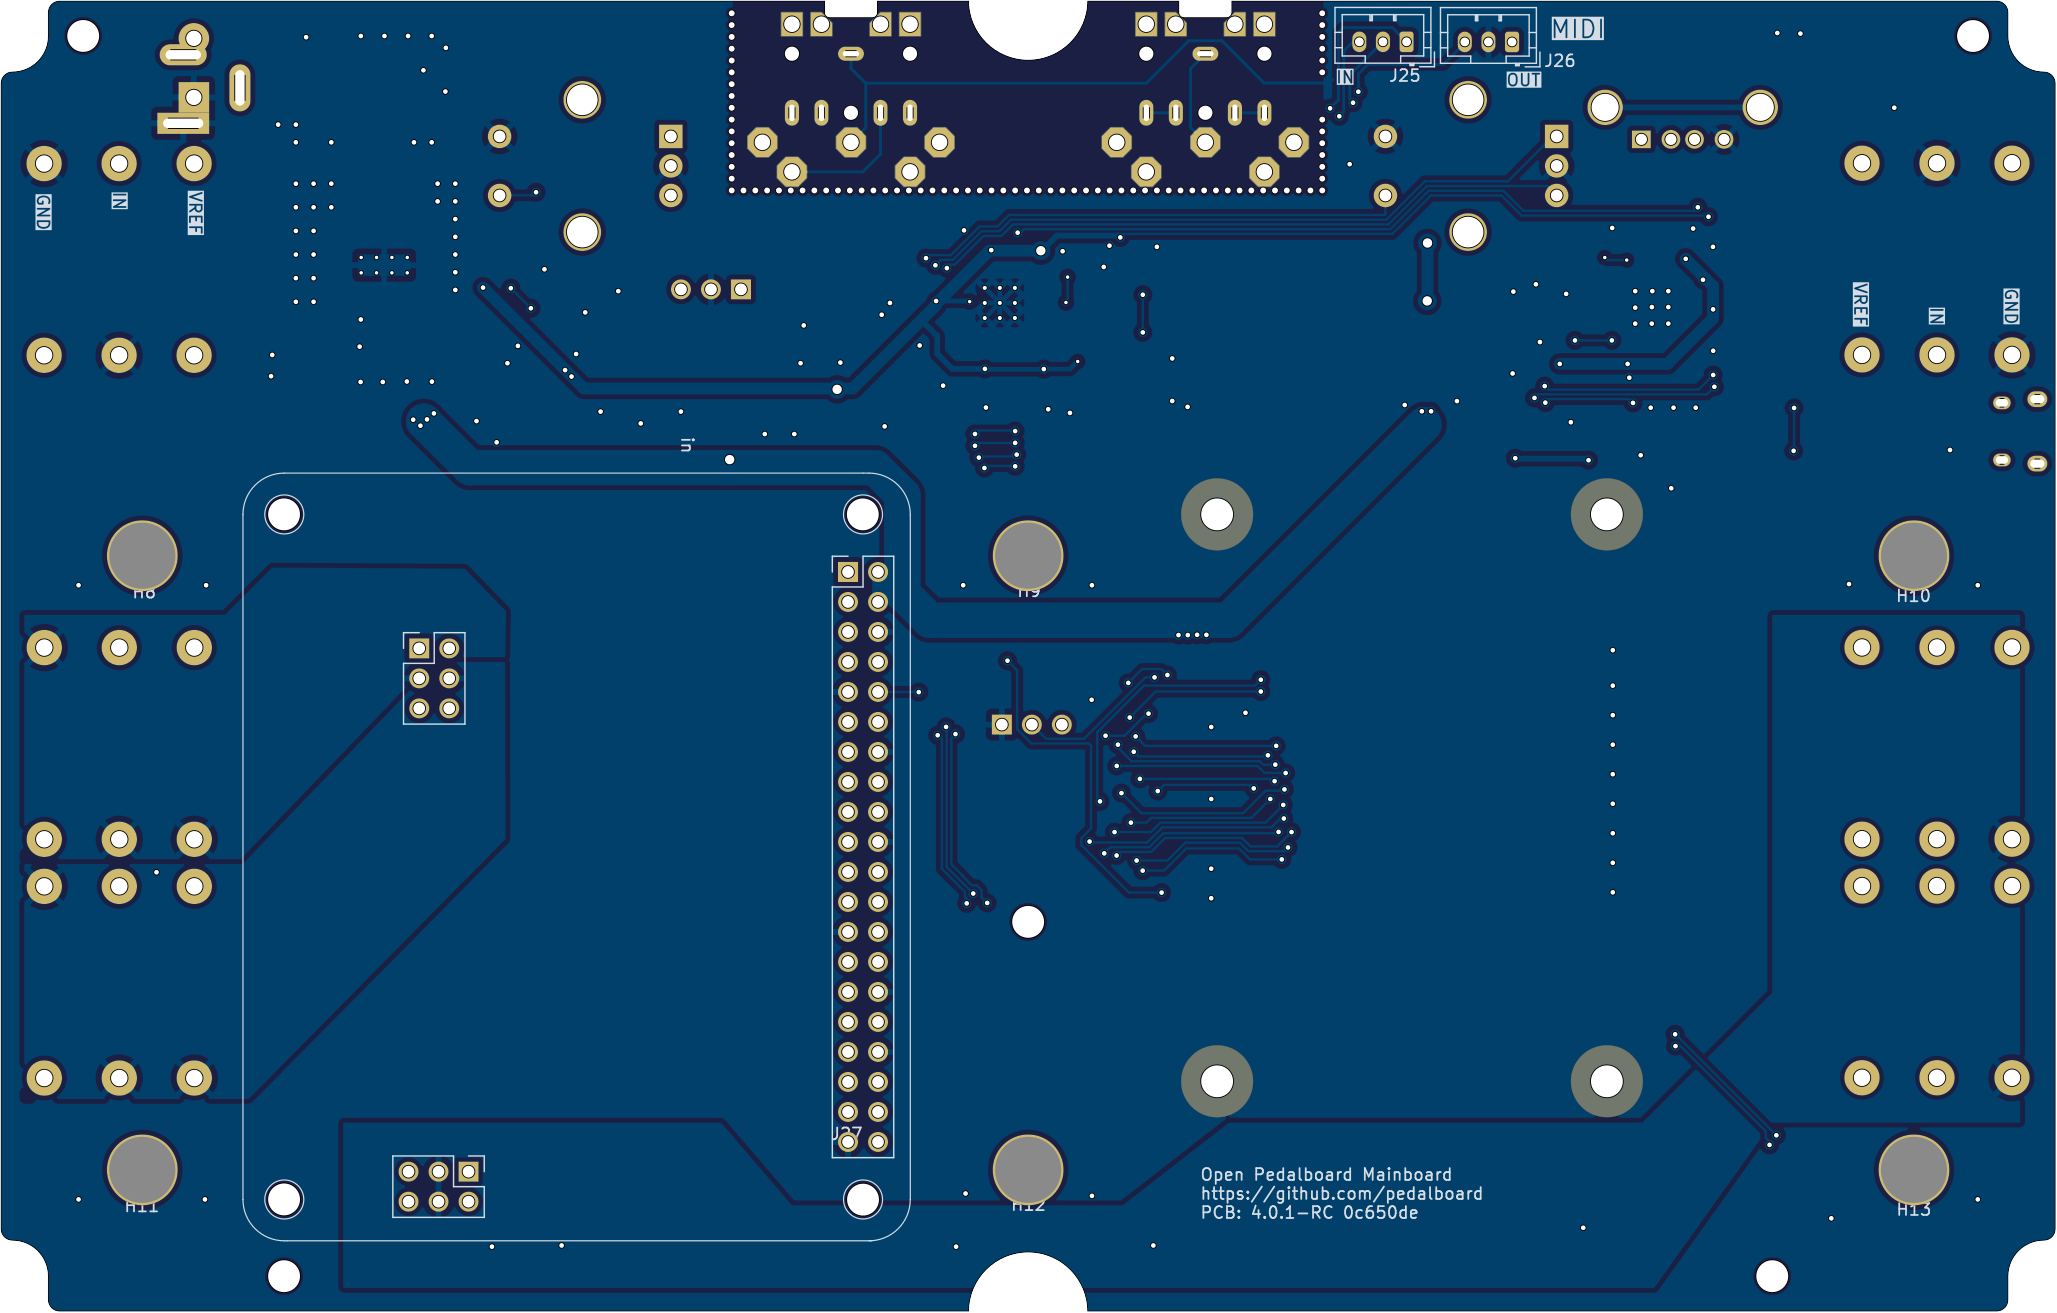 MIDI
J26
J25
IN
OUT
GND
IN
VREF
VREF
IN
GND
in
H8
H9
H10
J27
Open Pedalboard Mainboard
https://github.com/pedalboard
PCB: 4.0.1-RC 0c650de
H11
H12
H13